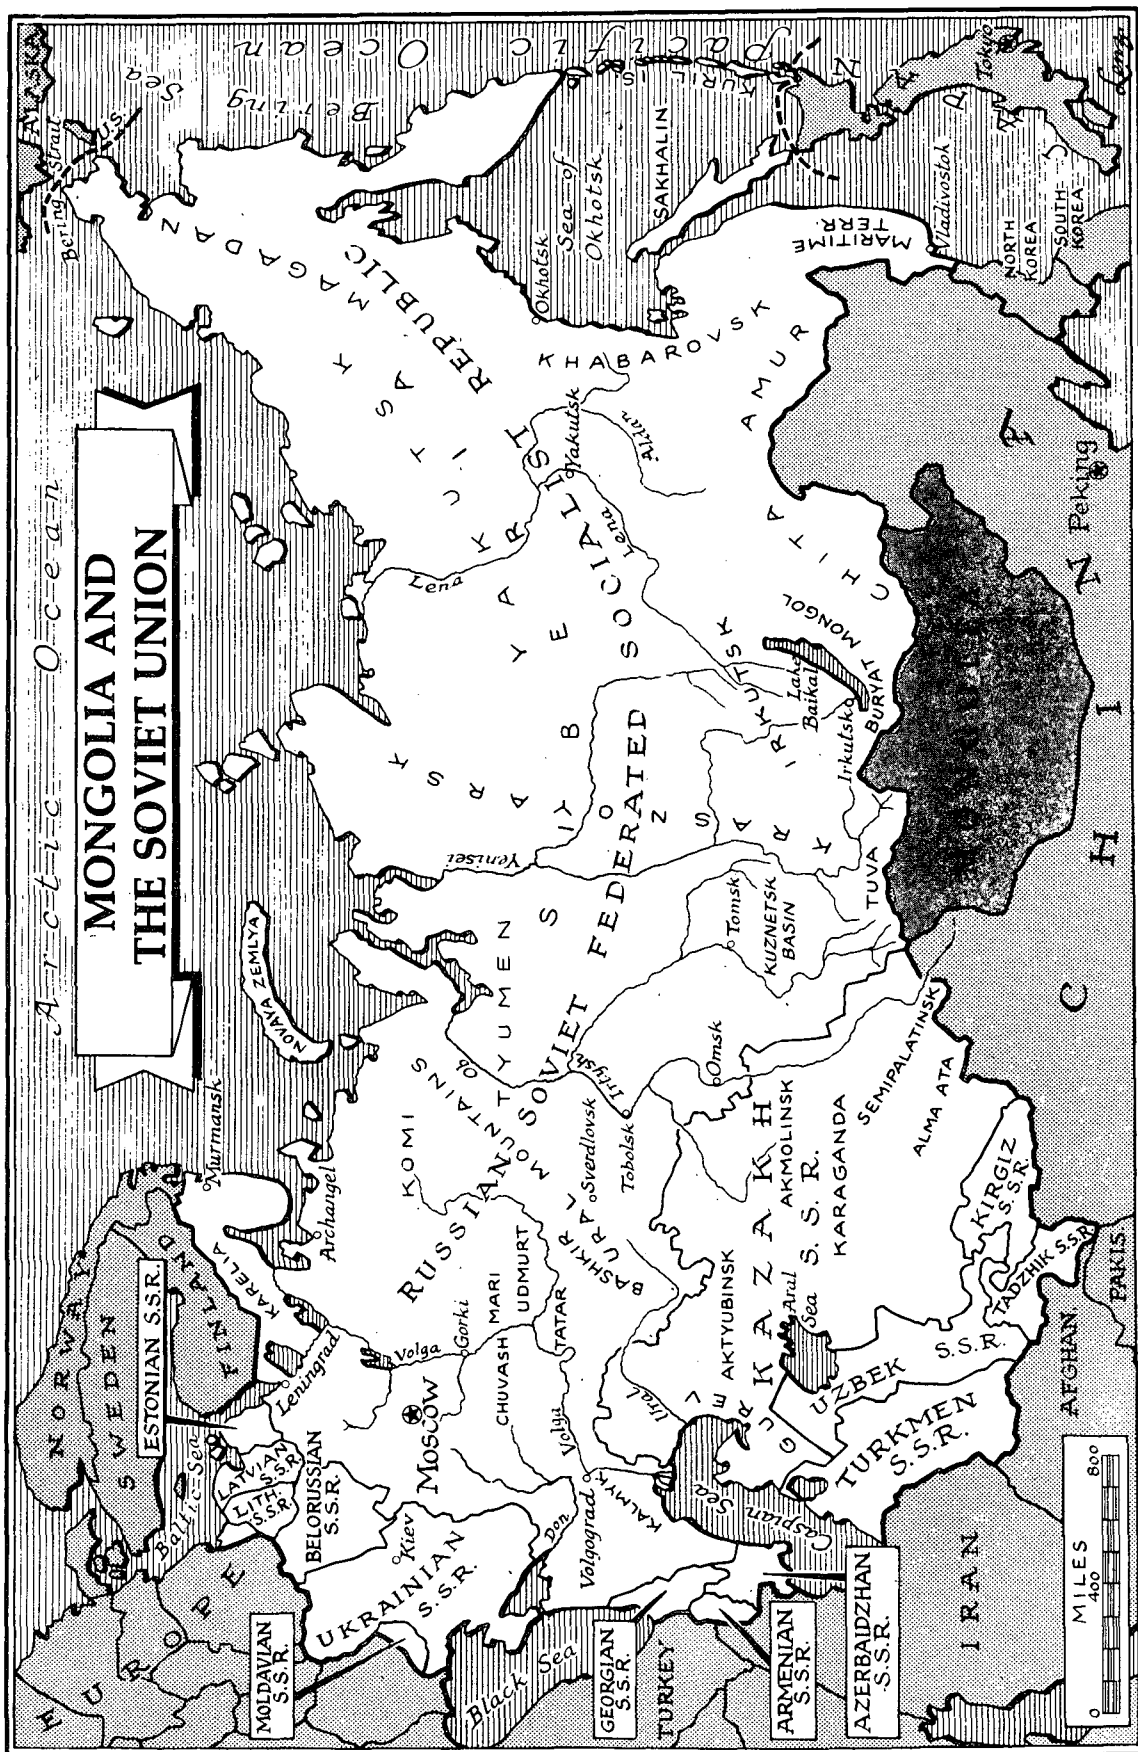 MONGOLIA AND
THE SOVIET UNION
Arctic Ocean
ALASKA
Bering Strait
U.S.
Bering
Sea
Pacific Ocean
NORWAY
SWEDEN
FINLAND
EUROPE
Baltic Sea
ESTONIAN S.S.R.
LATVIAN
S.S.R.
LITH.
S.S.R.
BELORUSSIAN
S.S.R.
MOLDAVIAN
S.S.R.
UKRAINIAN
S.S.R.
Kiev
Black Sea
GEORGIAN
S.S.R.
TURKEY
ARMENIAN
S.S.R.
AZERBAIDZHAN
S.S.R.
Murmansk
KARELIA
Leningrad
Archangel
NOVAYA ZEMLYA
Moscow
Volga
Gorki
CHUVASH
MARI
UDMURT
TATAR
BASHKIR
KOMI
URAL MOUNTAINS
Volga
Don
Volgograd
KALMYK
Caspian
Sea
Ural
GUREL
AKTYUBINSK
Aral
Sea
KAZAKH
S.S.R.
AKMOLINSK
KARAGANDA
SEMIPALATINSK
ALMA ATA
UZBEK
S.S.R.
TURKMEN
S.S.R.
KIRGIZ
S.S.R.
TADZHIK S.S.R.
IRAN
AFGHAN
PAKIS
RUSSIAN SOVIET FEDERATED SOCIALIST
REPUBLIC
Sverdlovsk
Tobolsk
Irtysh
Omsk
Ob
TYUMEN
SIBERIA
Yenisei
KRASNOYARSK
Tomsk
KUZNETSK
BASIN
TUVA
IRKUTSK
Irkutsk
Lake
Baikal
BURYAT MONGOL
CHITA
Lena
Lena
YAKUTSK
Yakutsk
Aldan
MAGADAN
KHABAROVSK
AMUR
Okhotsk
Sea of
Okhotsk
SAKHALIN
KURIL IS.
MARITIME
TERR.
Vladivostok
NORTH
KOREA
SOUTH
KOREA
JAPAN
Tokyo
CHINA
Peking
MILES
0 400 800